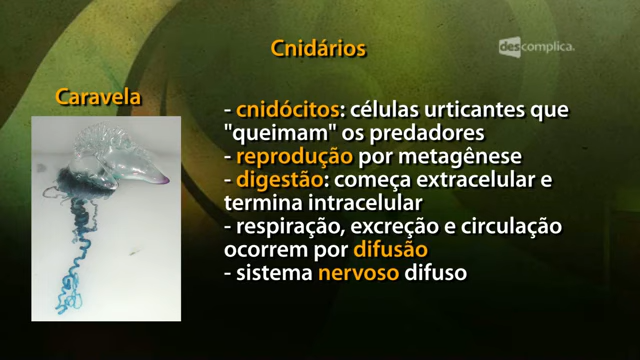 Cnidários
descomplica.
Caravela
- cnidócitos: células urticantes que
"queimam" os predadores
- reprodução por metagênese
- digestão: começa extracelular e
termina intracelular
- respiração, excreção e circulação
ocorrem por difusão
- sistema nervoso difuso